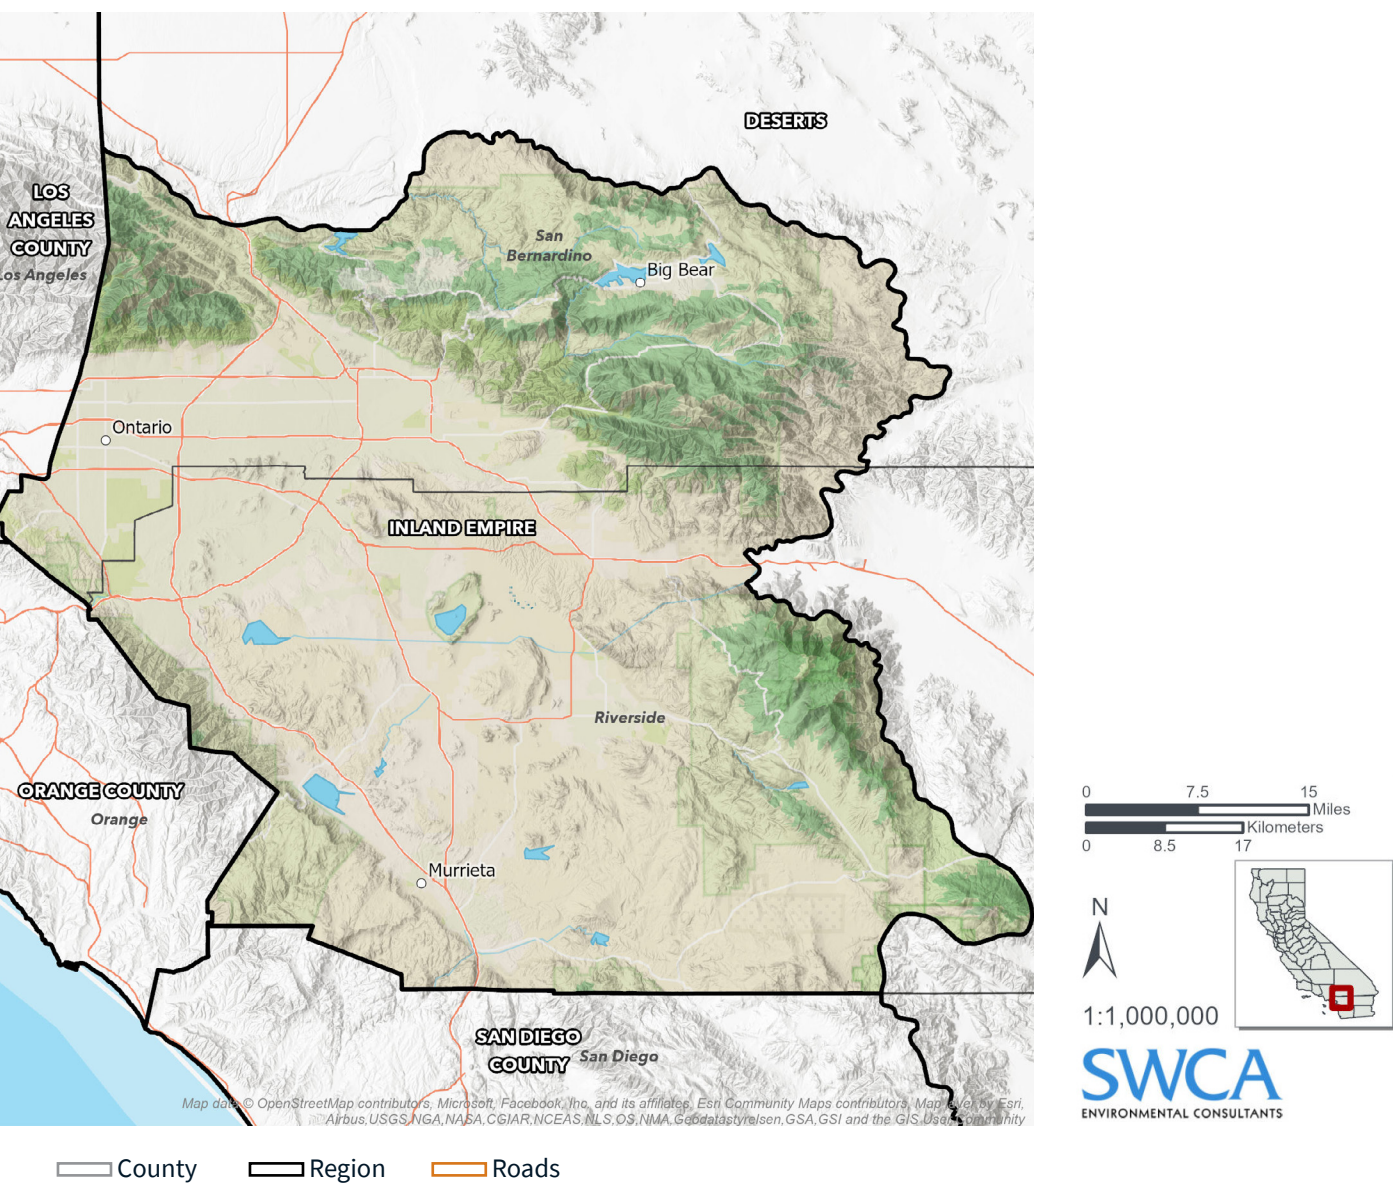 DESERTS
LOS
ANGELES
COUNTY
Los Angeles
San
Bernardino
Big Bear
Ontario
INLAND EMPIRE
Riverside
ORANGE COUNTY
Orange
Murrieta
SAN DIEGO
COUNTY
San Diego
Map data © OpenStreetMap contributors, Microsoft, Facebook, Inc. and its affiliates, Esri Community Maps contributors, Map layer by Esri,
Airbus,USGS,NGA,NASA,CGIAR,NCEAS,NLS,OS,NMA,Geodatastyrelsen,GSA,GSI and the GIS User Community
0 7.5 15
Miles
Kilometers
0 8.5 17
N
1:1,000,000
SWCA
ENVIRONMENTAL CONSULTANTS
County Region Roads